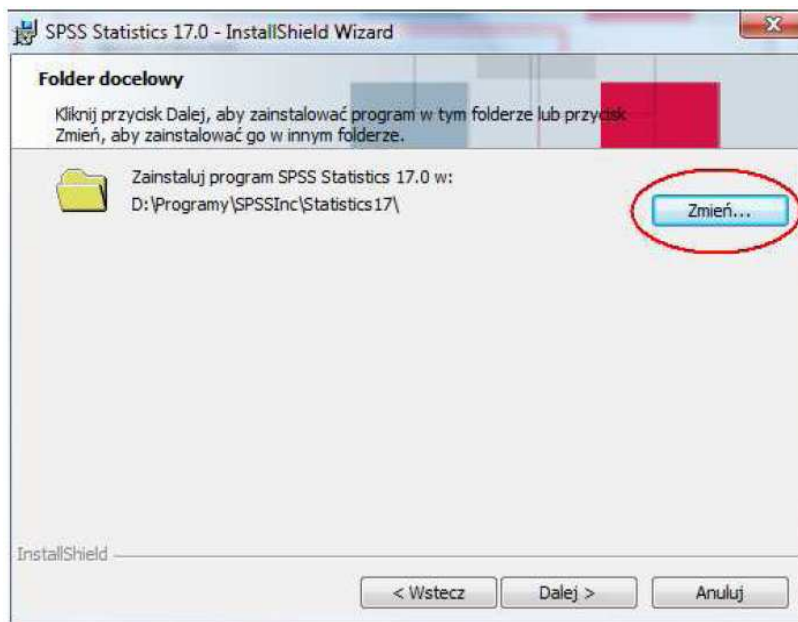 SPSS Statistics 17.0 - InstallShield Wizard
Folder docelowy
Kliknij przycisk Dalej, aby zainstalować program w tym folderze lub przycisk
Zmień, aby zainstalować go w innym folderze.
Zainstaluj program SPSS Statistics 17.0 w:
D:\Programy\SPSSInc\Statistics17\
Zmień...
InstallShield
< Wstecz
Dalej >
Anuluj